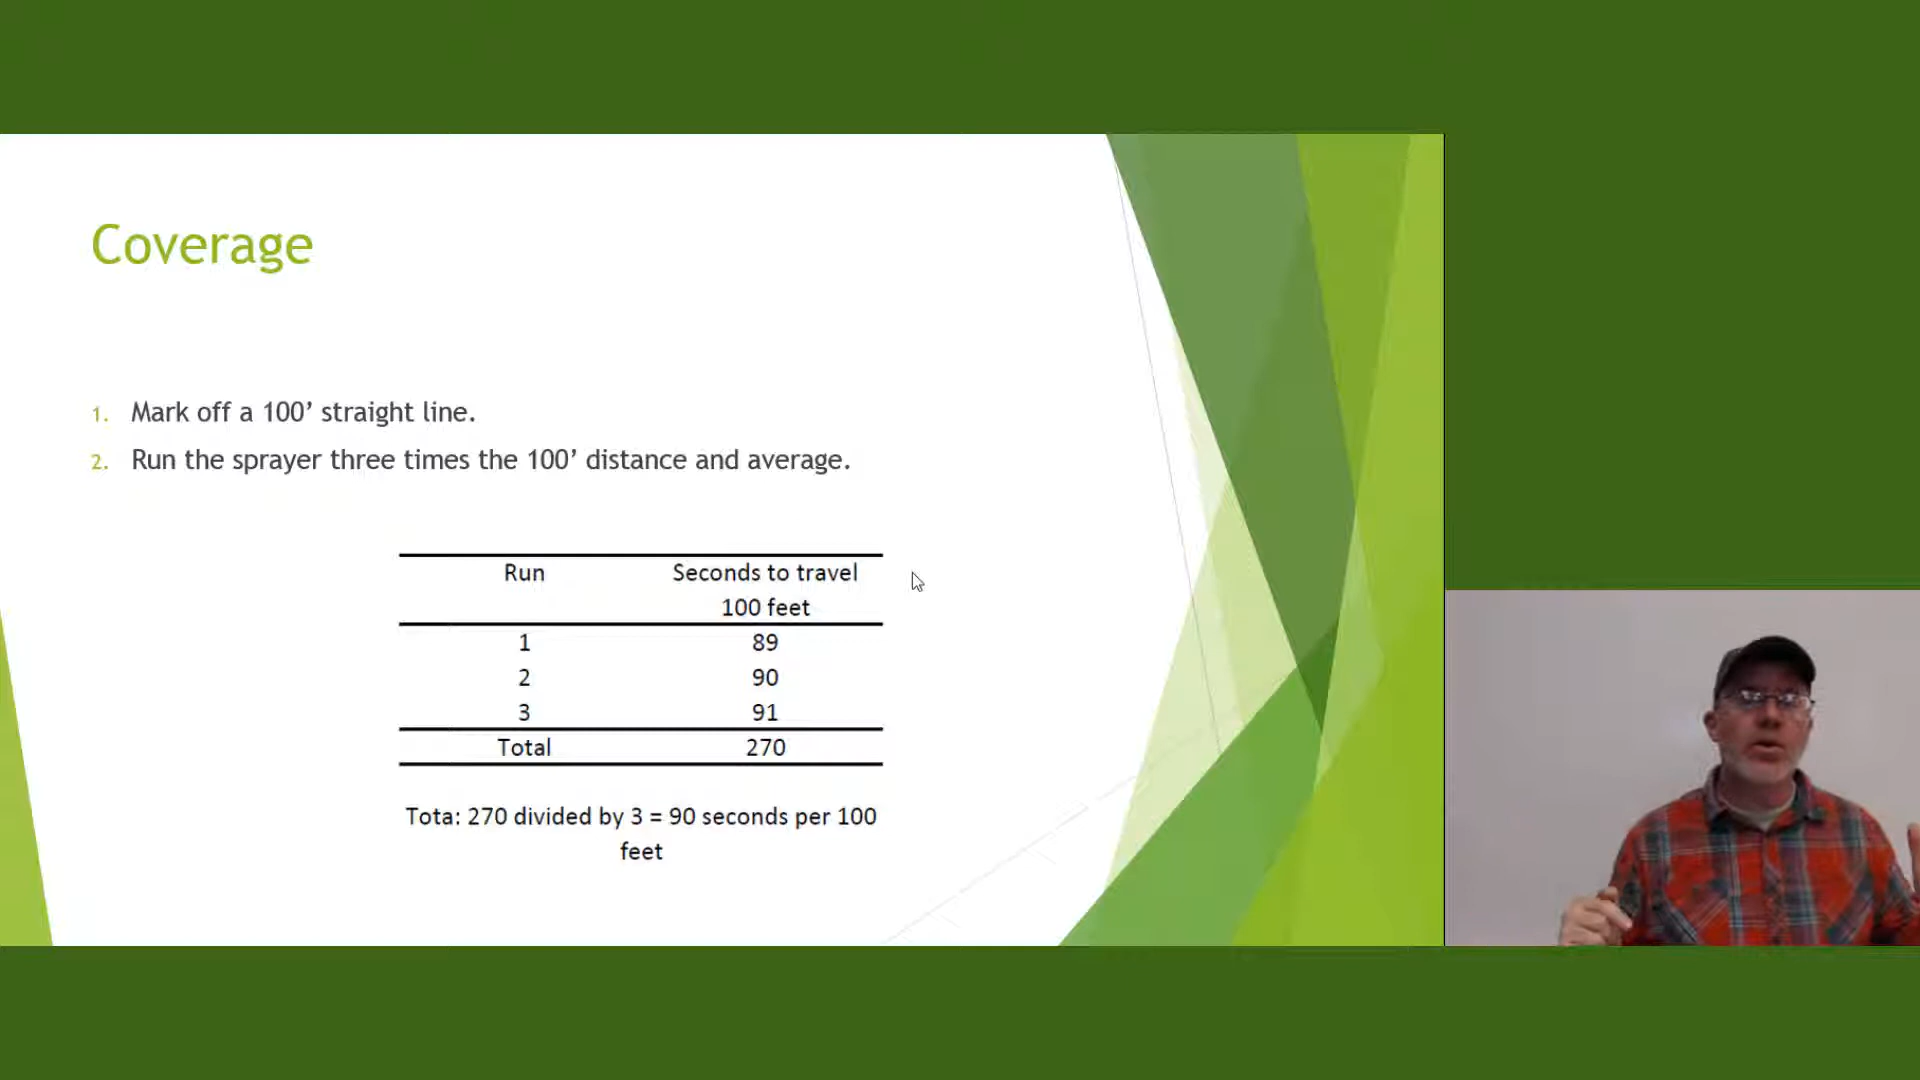 Coverage
1. Mark off a 100’ straight line.
2. Run the sprayer three times the 100’ distance and average.
Run Seconds to travel
100 feet
1 89
2 90
3 91
Total 270
Tota: 270 divided by 3 = 90 seconds per 100
feet